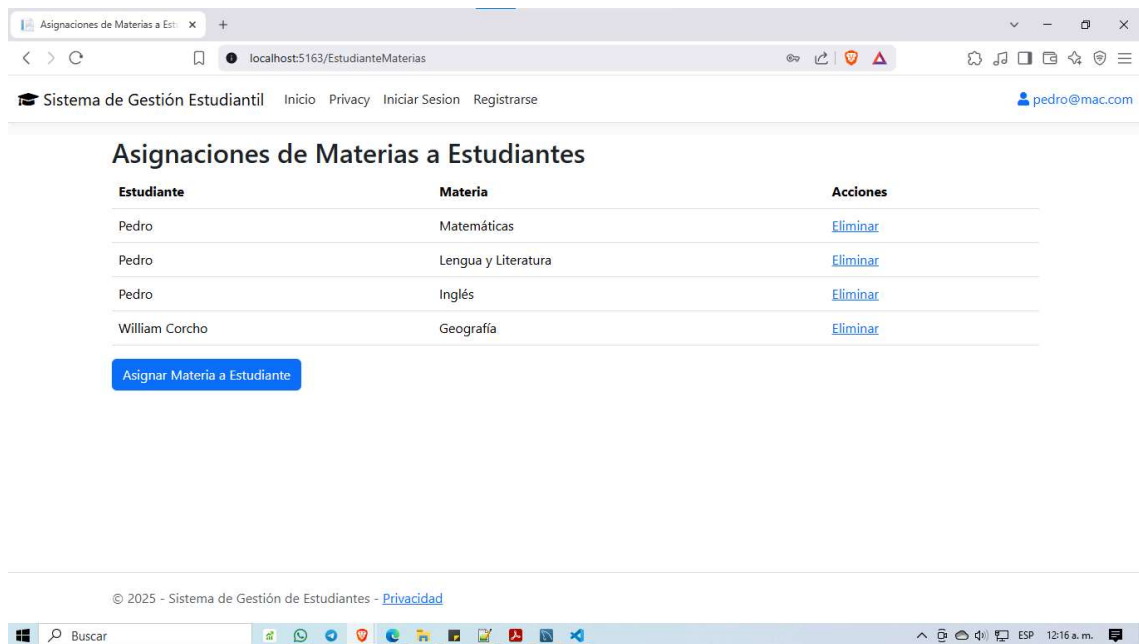 Asignaciones de Materias a Est
localhost:5163/EstudianteMaterias
Sistema de Gestión Estudiantil Inicio Privacy Iniciar Sesion Registrarse pedro@mac.com
Asignaciones de Materias a Estudiantes
Estudiante Materia Acciones
Pedro Matemáticas Eliminar
Pedro Lengua y Literatura Eliminar
Pedro Inglés Eliminar
William Corcho Geografía Eliminar
Asignar Materia a Estudiante
© 2025 - Sistema de Gestión de Estudiantes - Privacidad
Buscar ESP 12:16 a. m.